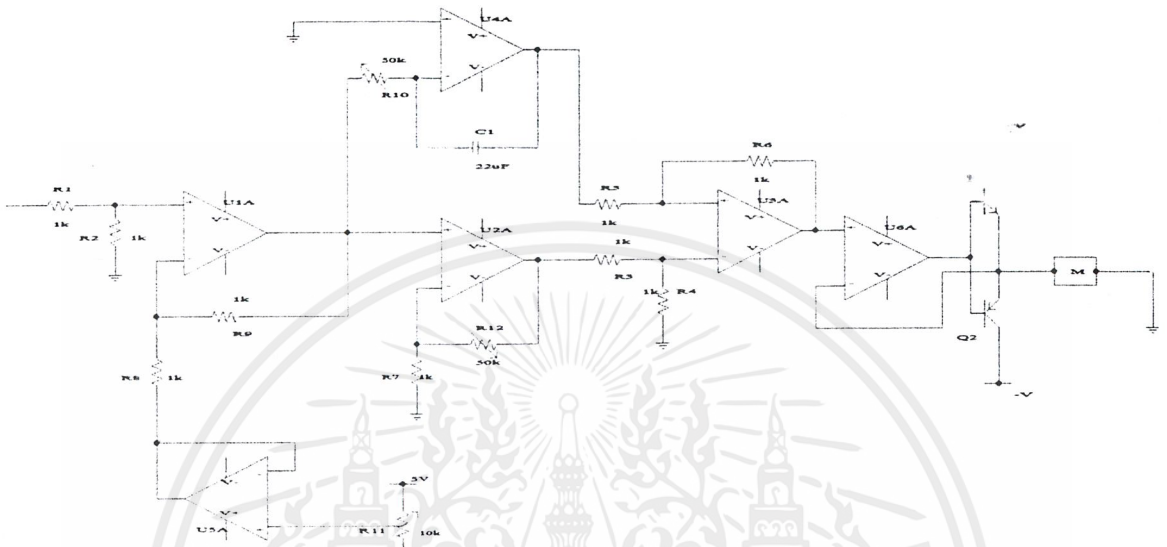 U4A
V+
V-
50k
R10
C1
22uF
R6
1k
R1
1k
R2
1k
U1A
V+
V-
U2A
V+
V-
R5
1k
U5A
V+
V-
U6A
V+
V-
1k
R3
1k
R4
M
1k
R9
R12
50k
Q2
R8
1k
R7
1k
-V
5V
V-
V+
U3A
R11
10k